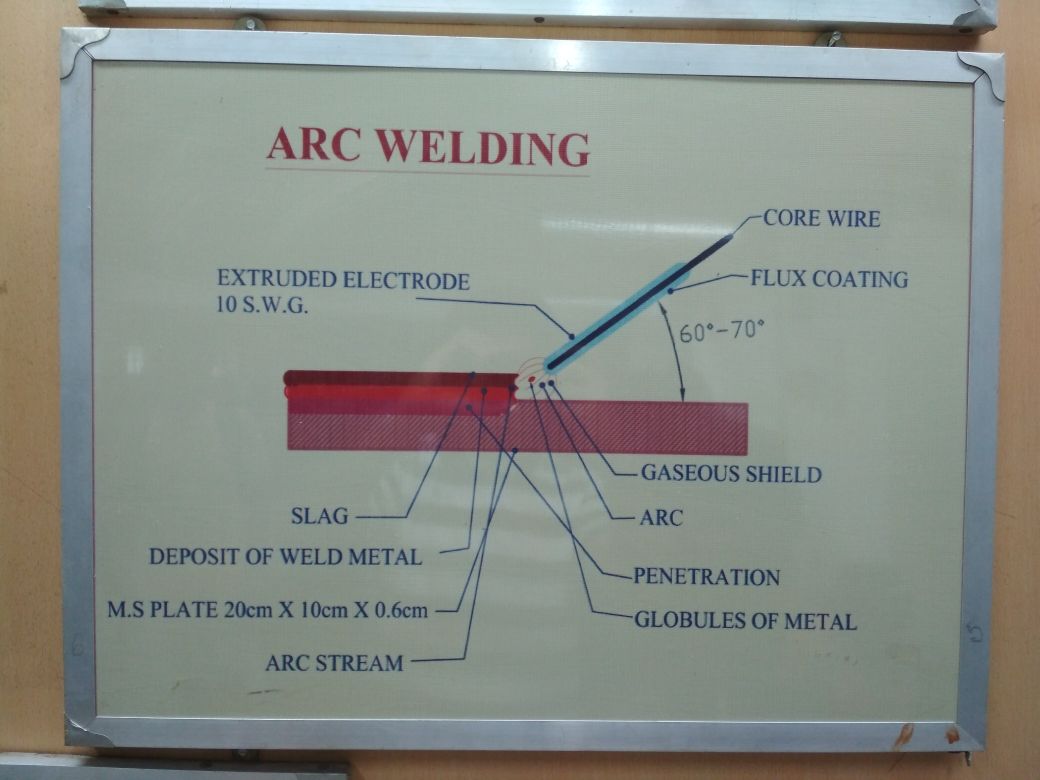 ARC WELDING
CORE WIRE
EXTRUDED ELECTRODE
10 S.W.G.
FLUX COATING
60°-70°
GASEOUS SHIELD
SLAG
ARC
DEPOSIT OF WELD METAL
PENETRATION
M.S PLATE 20cm X 10cm X 0.6cm
GLOBULES OF METAL
ARC STREAM